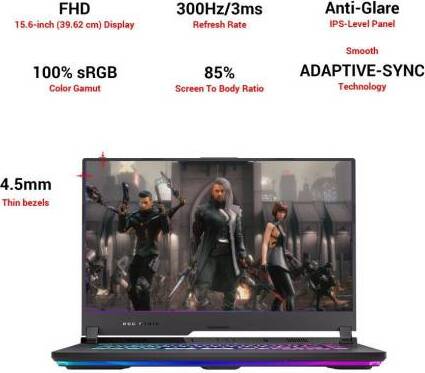 FHD
15.6-inch (39.62 cm) Display
300Hz/3ms
Refresh Rate
Anti-Glare
IPS-Level Panel
100% sRGB
Color Gamut
85%
Screen To Body Ratio
Smooth
ADAPTIVE-SYNC
Technology
4.5mm
Thin bezels